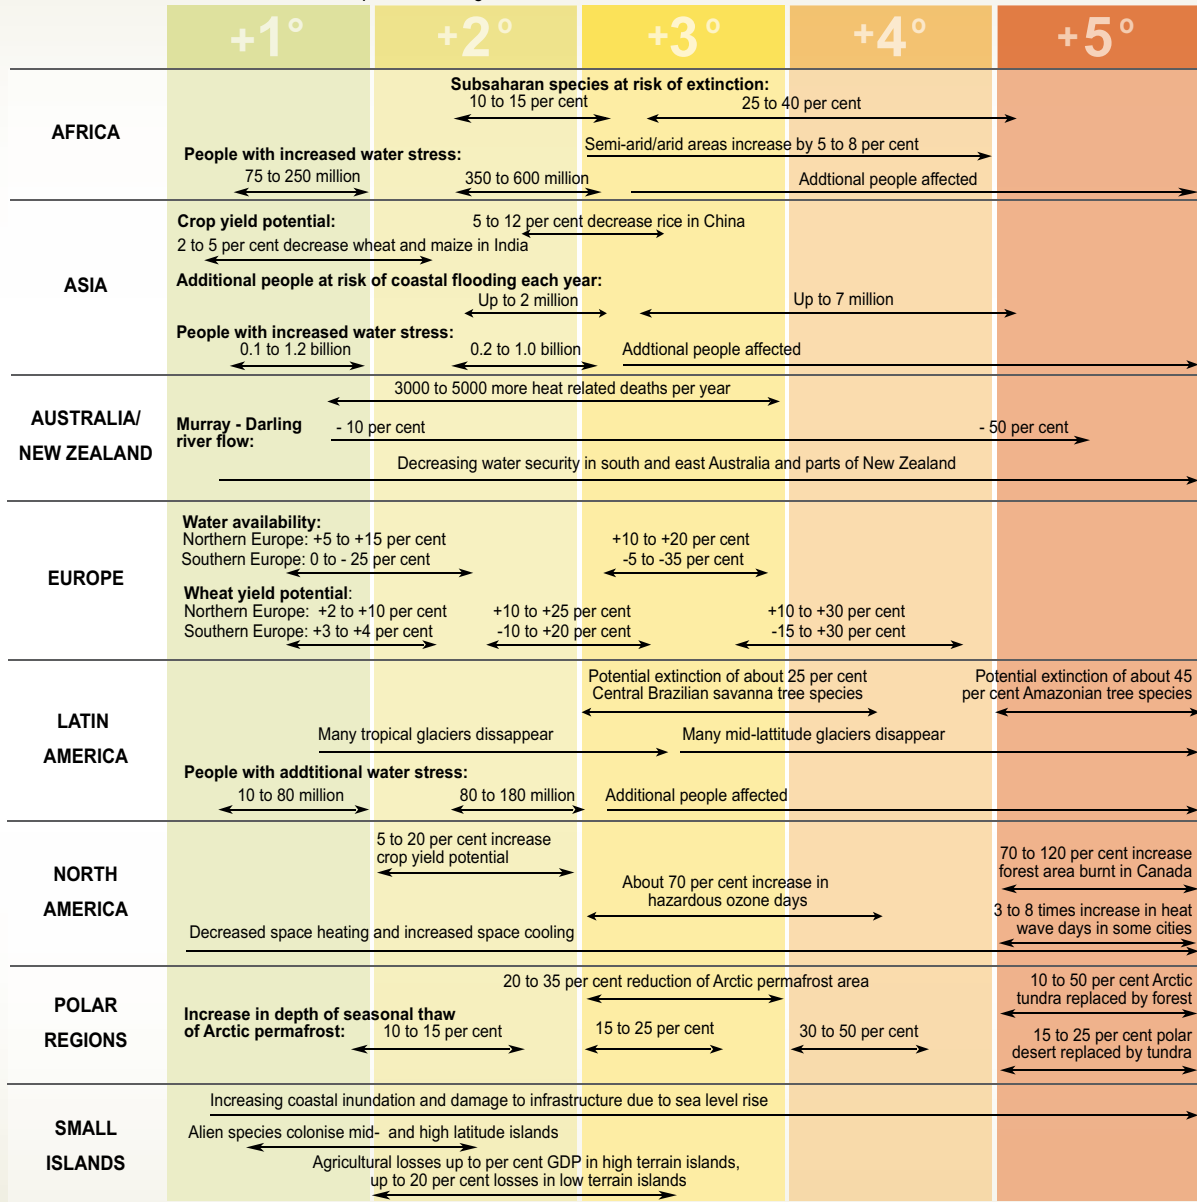 +1°
+2°
+3°
+4°
+5°
AFRICA
Subsaharan species at risk of extinction:
10 to 15 per cent
25 to 40 per cent
Semi-arid/arid areas increase by 5 to 8 per cent
People with increased water stress:
75 to 250 million
350 to 600 million
Addtional people affected
ASIA
Crop yield potential:
5 to 12 per cent decrease rice in China
2 to 5 per cent decrease wheat and maize in India
Additional people at risk of coastal flooding each year:
Up to 2 million
Up to 7 million
People with increased water stress:
0.1 to 1.2 billion
0.2 to 1.0 billion
Addtional people affected
AUSTRALIA/
NEW ZEALAND
3000 to 5000 more heat related deaths per year
Murray - Darling
river flow:
- 10 per cent
- 50 per cent
Decreasing water security in south and east Australia and parts of New Zealand
EUROPE
Water availability:
Northern Europe: +5 to +15 per cent
+10 to +20 per cent
Southern Europe: 0 to - 25 per cent
-5 to -35 per cent
Wheat yield potential:
Northern Europe: +2 to +10 per cent
+10 to +25 per cent
+10 to +30 per cent
Southern Europe: +3 to +4 per cent
-10 to +20 per cent
-15 to +30 per cent
LATIN
AMERICA
Potential extinction of about 25 per cent
Central Brazilian savanna tree species
Potential extinction of about 45
per cent Amazonian tree species
Many tropical glaciers dissappear
Many mid-lattitude glaciers disappear
People with addtitional water stress:
10 to 80 million
80 to 180 million
Additional people affected
NORTH
AMERICA
5 to 20 per cent increase
crop yield potential
70 to 120 per cent increase
forest area burnt in Canada
About 70 per cent increase in
hazardous ozone days
3 to 8 times increase in heat
wave days in some cities
Decreased space heating and increased space cooling
POLAR
REGIONS
20 to 35 per cent reduction of Arctic permafrost area
10 to 50 per cent Arctic
tundra replaced by forest
Increase in depth of seasonal thaw
of Arctic permafrost:
10 to 15 per cent
15 to 25 per cent
30 to 50 per cent
15 to 25 per cent polar
desert replaced by tundra
SMALL
ISLANDS
Increasing coastal inundation and damage to infrastructure due to sea level rise
Alien species colonise mid- and high latitude islands
Agricultural losses up to per cent GDP in high terrain islands,
up to 20 per cent losses in low terrain islands